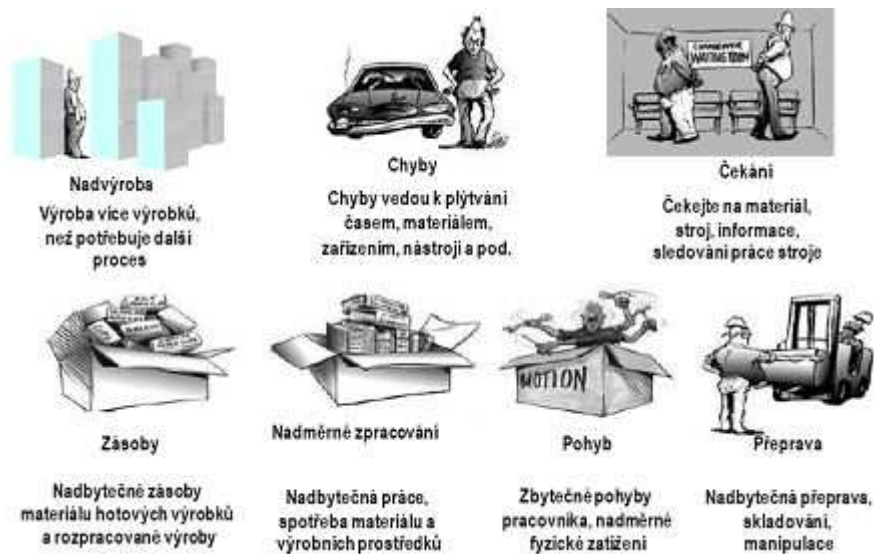 WAITING ROOM
Nadvýroba
Výroba více výrobků,
než potřebuje další
proces
Chyby
Chyby vedou k plýtvání
časem, materiálem,
zařízením, nástroji a pod.
Čekání
Čekejte na materiál,
stroj, informace,
sledování práce stroje
MOTION
Zásoby
Nadbytečné zásoby
materiálu hotových výrobků
a rozpracované výroby
Nadměrné zpracování
Nadbytečná práce,
spotřeba materiálu a
výrobních prostředků
Pohyb
Zbytečné pohyby
pracovníka, nadměrné
fyzické zatížení
Přeprava
Nadbytečná přeprava,
skladování,
manipulace